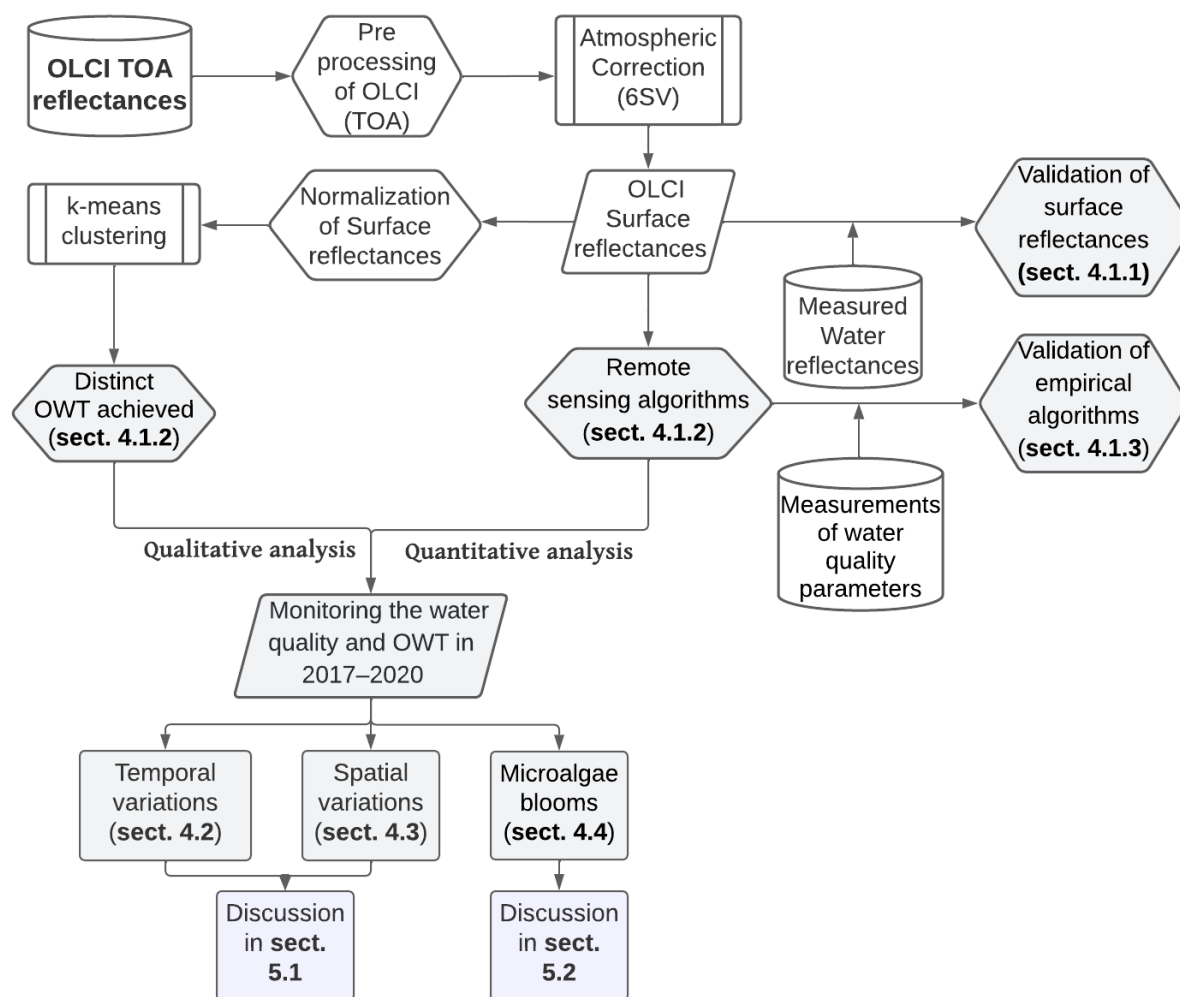 OLCI TOA
reflectances
Pre
processing
of OLCI
(TOA)
Atmospheric
Correction
(6SV)
k-means
clustering
Normalization
of Surface
reflectances
OLCI
Surface
reflectances
Validation of
surface
reflectances
(sect. 4.1.1)
Measured
Water
reflectances
Distinct
OWT achieved
(sect. 4.1.2)
Remote
sensing algorithms
(sect. 4.1.2)
Validation of
empirical
algorithms
(sect. 4.1.3)
Measurements
of water
quality
parameters
Qualitative analysis
Quantitative analysis
Monitoring the water
quality and OWT in
2017–2020
Temporal
variations
(sect. 4.2)
Spatial
variations
(sect. 4.3)
Microalgae
blooms
(sect. 4.4)
Discussion
in sect.
5.1
Discussion
in sect.
5.2